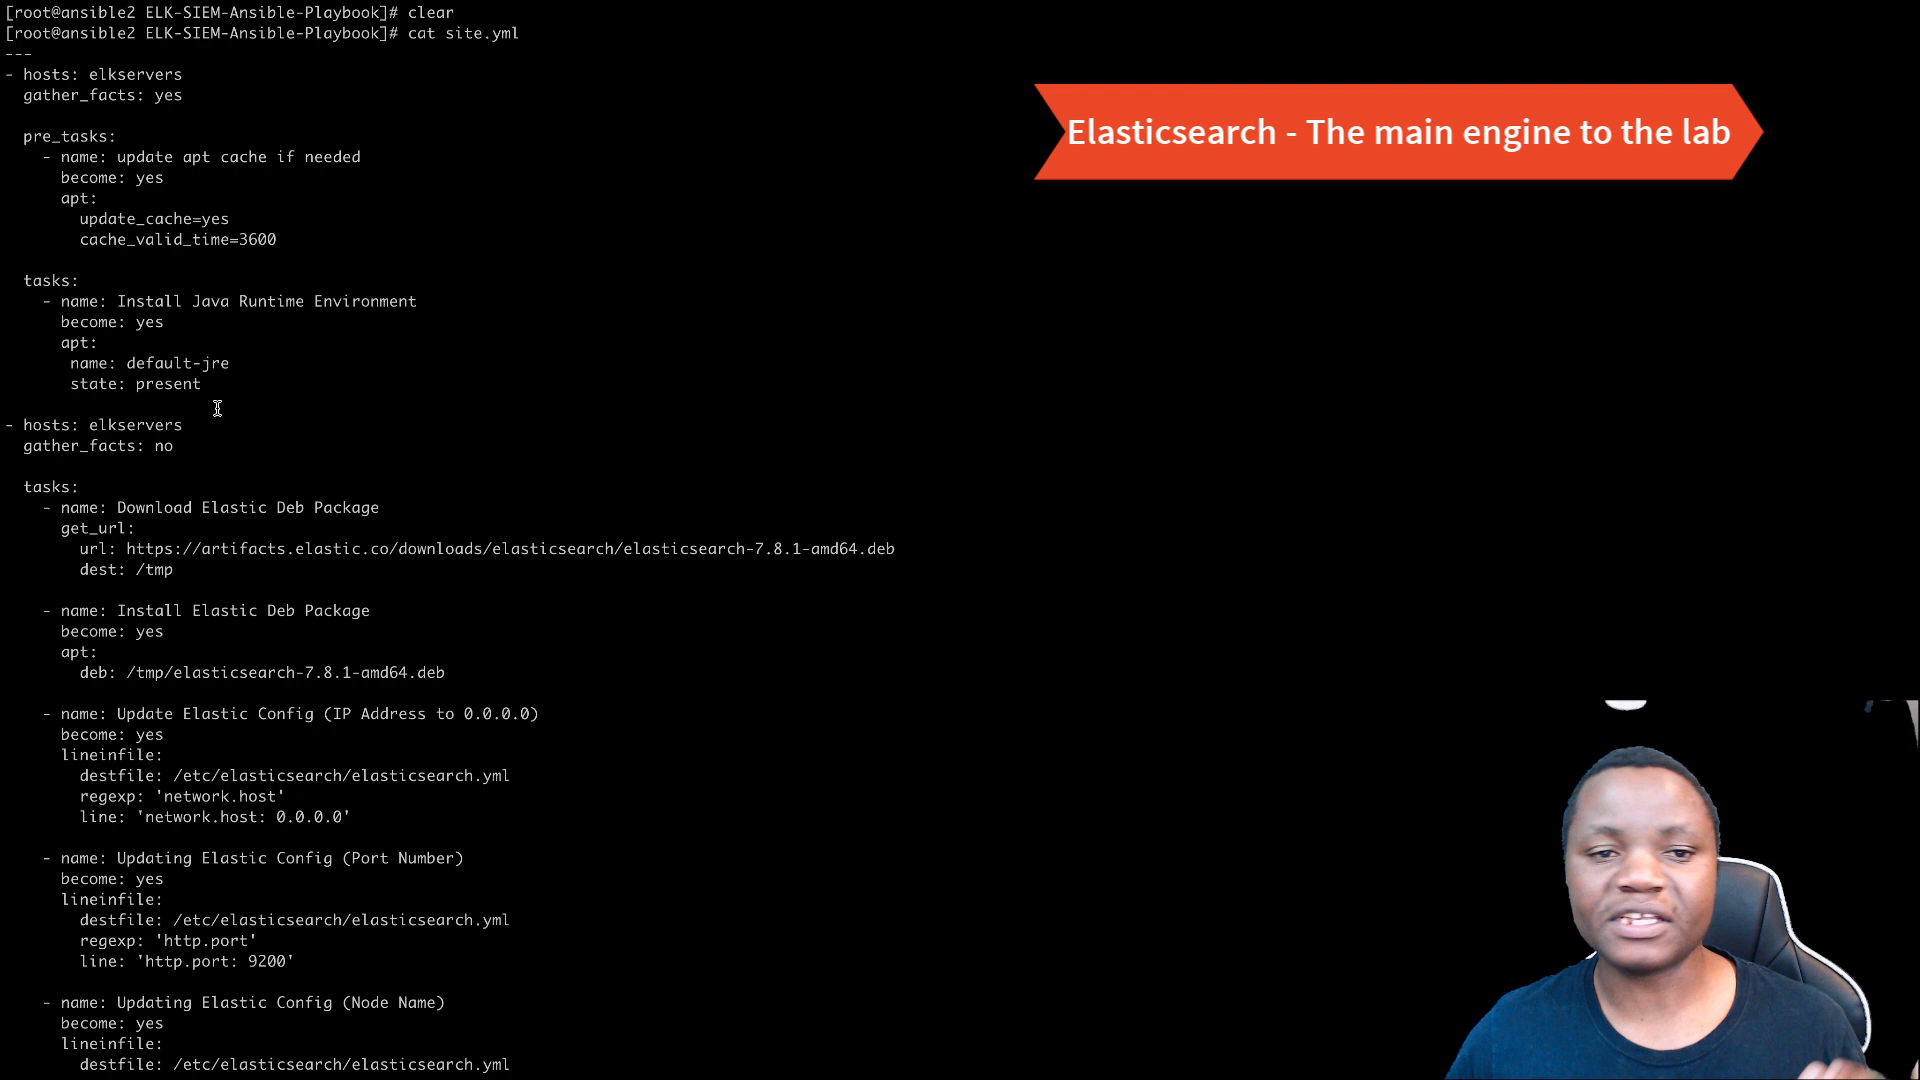 [root@ansible2 ELK-SIEM-Ansible-Playbook]# clear
[root@ansible2 ELK-SIEM-Ansible-Playbook]# cat site.yml
---
- hosts: elkservers
  gather_facts: yes

  pre_tasks:
    - name: update apt cache if needed
      become: yes
      apt:
        update_cache=yes
        cache_valid_time=3600

  tasks:
    - name: Install Java Runtime Environment
      become: yes
      apt:
       name: default-jre
       state: present

- hosts: elkservers
  gather_facts: no

  tasks:
    - name: Download Elastic Deb Package
      get_url:
        url: https://artifacts.elastic.co/downloads/elasticsearch/elasticsearch-7.8.1-amd64.deb
        dest: /tmp

    - name: Install Elastic Deb Package
      become: yes
      apt:
        deb: /tmp/elasticsearch-7.8.1-amd64.deb

    - name: Update Elastic Config (IP Address to 0.0.0.0)
      become: yes
      lineinfile:
        destfile: /etc/elasticsearch/elasticsearch.yml
        regexp: 'network.host'
        line: 'network.host: 0.0.0.0'

    - name: Updating Elastic Config (Port Number)
      become: yes
      lineinfile:
        destfile: /etc/elasticsearch/elasticsearch.yml
        regexp: 'http.port'
        line: 'http.port: 9200'

    - name: Updating Elastic Config (Node Name)
      become: yes
      lineinfile:
        destfile: /etc/elasticsearch/elasticsearch.yml
Elasticsearch - The main engine to the lab